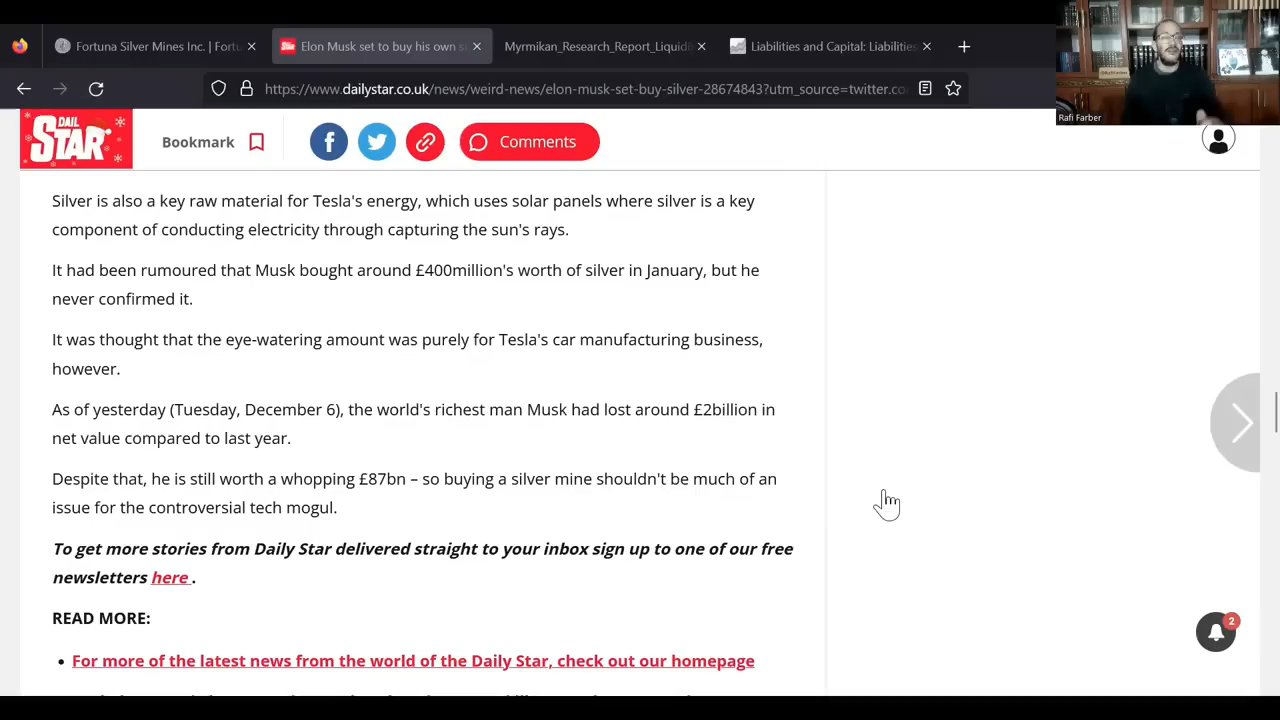 Fortuna Silver Mines Inc. | Fortu
Elon Musk set to buy his own s
Myrmikan_Research_Report_Liquidi
Liabilities and Capital: Liabilities
https://www.dailystar.co.uk/news/weird-news/elon-musk-set-buy-silver-28674843?utm_source=twitter.co
Rafi Farber
DAILY
STAR
Bookmark
Comments
Silver is also a key raw material for Tesla's energy, which uses solar panels where silver is a key
component of conducting electricity through capturing the sun's rays.
It had been rumoured that Musk bought around £400million's worth of silver in January, but he
never confirmed it.
It was thought that the eye-watering amount was purely for Tesla's car manufacturing business,
however.
As of yesterday (Tuesday, December 6), the world's richest man Musk had lost around £2billion in
net value compared to last year.
Despite that, he is still worth a whopping £87bn – so buying a silver mine shouldn't be much of an
issue for the controversial tech mogul.
To get more stories from Daily Star delivered straight to your inbox sign up to one of our free
newsletters here .
READ MORE:
2
• For more of the latest news from the world of the Daily Star, check out our homepage